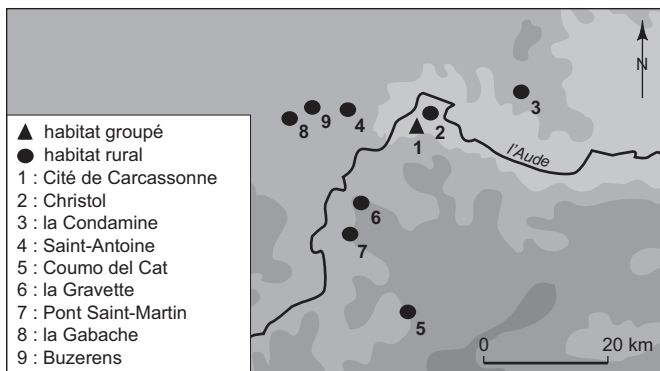 N
3
8
9
4
2
1
l'Aude
6
7
5
0
20 km
habitat groupé
habitat rural
1 : Cité de Carcassonne
2 : Christol
3 : la Condamine
4 : Saint-Antoine
5 : Coumo del Cat
6 : la Gravette
7 : Pont Saint-Martin
8 : la Gabache
9 : Buzerens